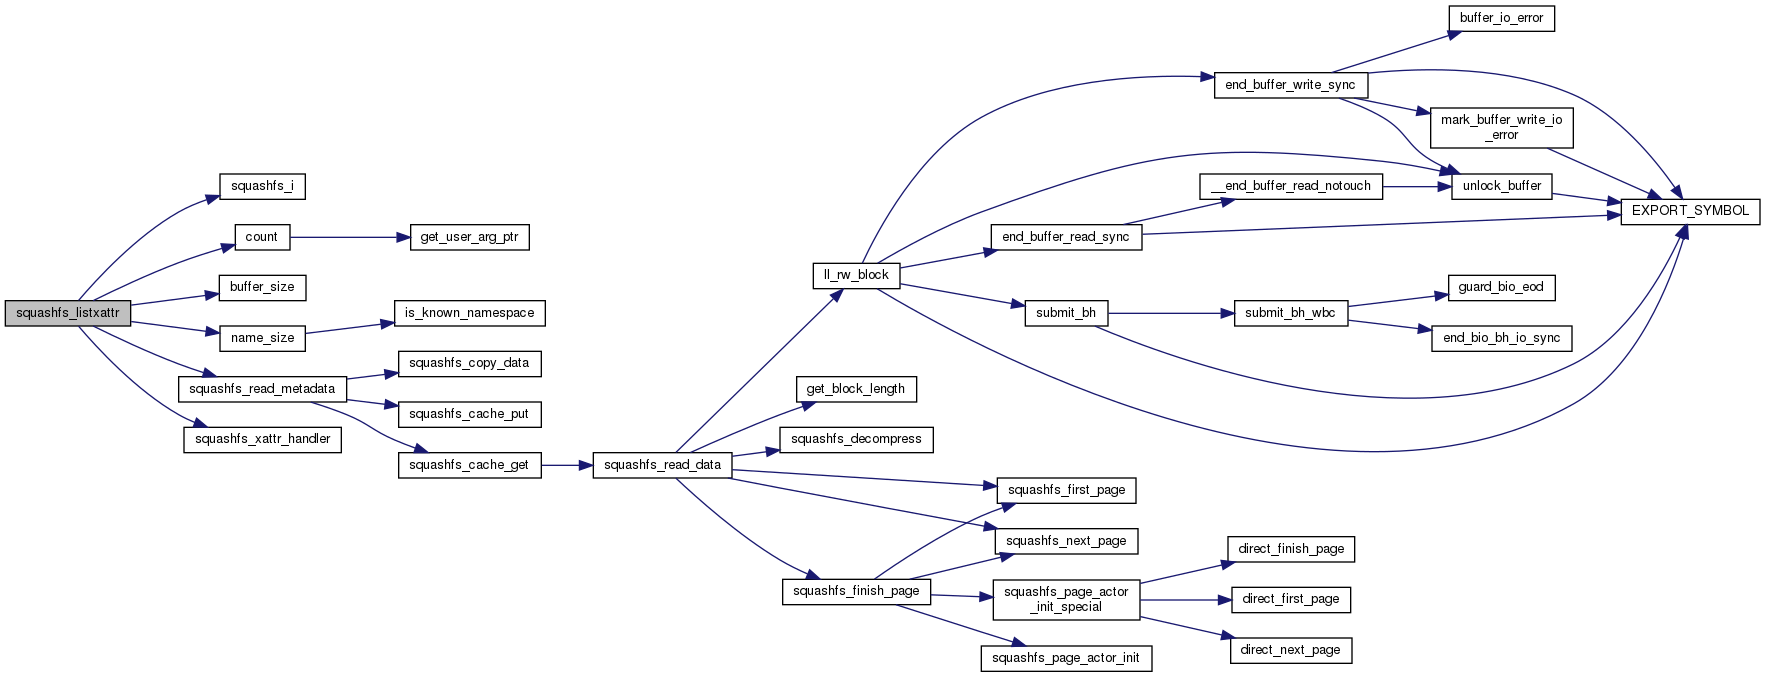 buffer_io_error
end_buffer_write_sync
mark_buffer_write_io
_error
squashfs_i
__end_buffer_read_notouch
unlock_buffer
EXPORT_SYMBOL
count
get_user_arg_ptr
end_buffer_read_sync
ll_rw_block
buffer_size
guard_bio_eod
squashfs_listxattr
is_known_namespace
submit_bh
submit_bh_wbc
name_size
end_bio_bh_io_sync
squashfs_copy_data
squashfs_read_metadata
get_block_length
squashfs_cache_put
squashfs_xattr_handler
squashfs_decompress
squashfs_cache_get
squashfs_read_data
squashfs_first_page
squashfs_next_page
direct_finish_page
squashfs_finish_page
squashfs_page_actor
_init_special
direct_first_page
direct_next_page
squashfs_page_actor_init